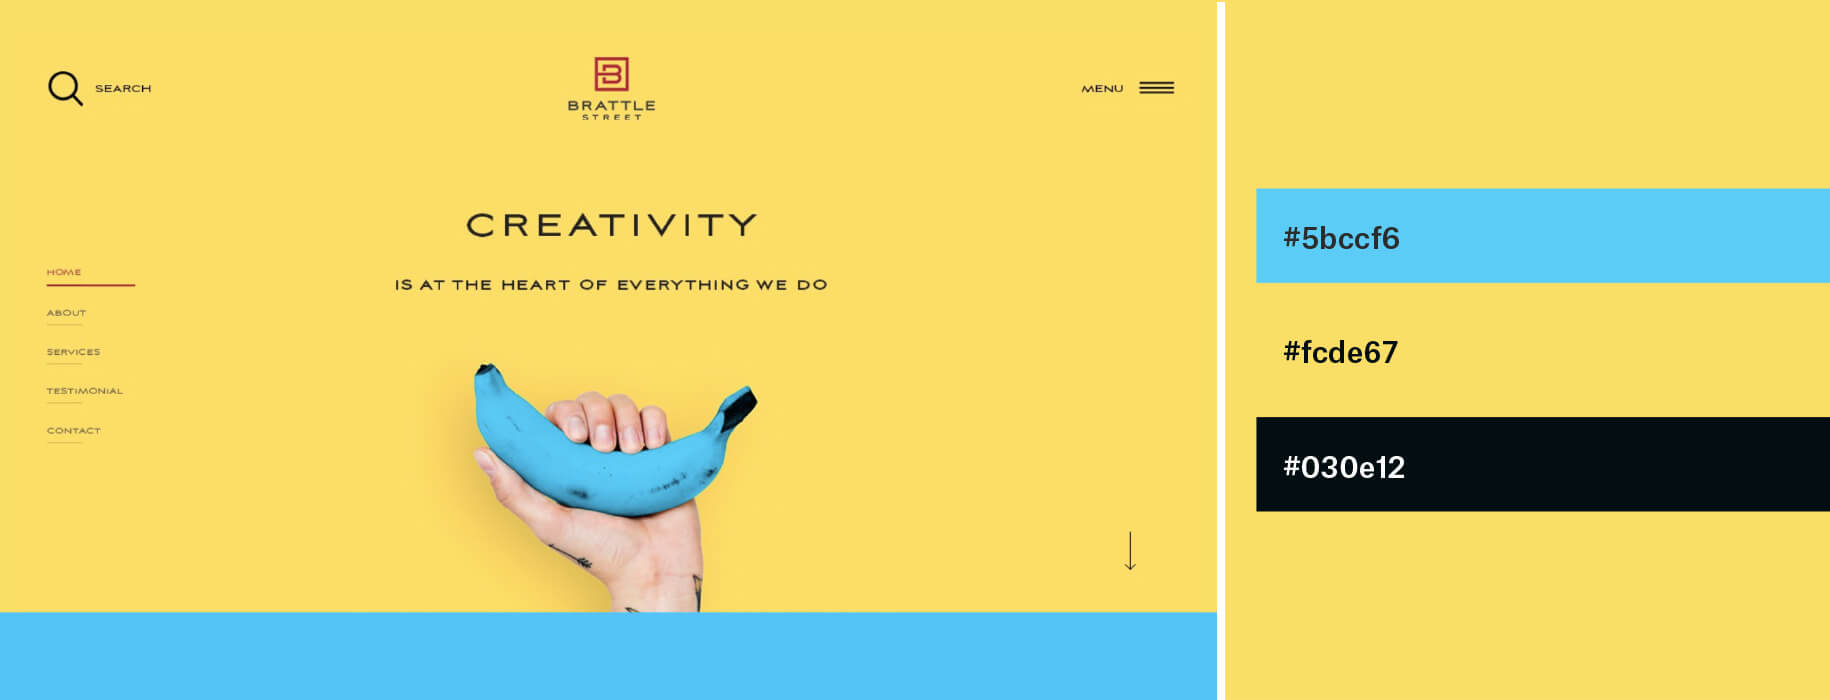 SEARCH
B
BRATTLE
STREET
MENU
CREATIVITY
IS AT THE HEART OF EVERYTHING WE DO
HOME
ABOUT
SERVICES
TESTIMONIAL
CONTACT
#5bccf6
#fcde67
#030e12